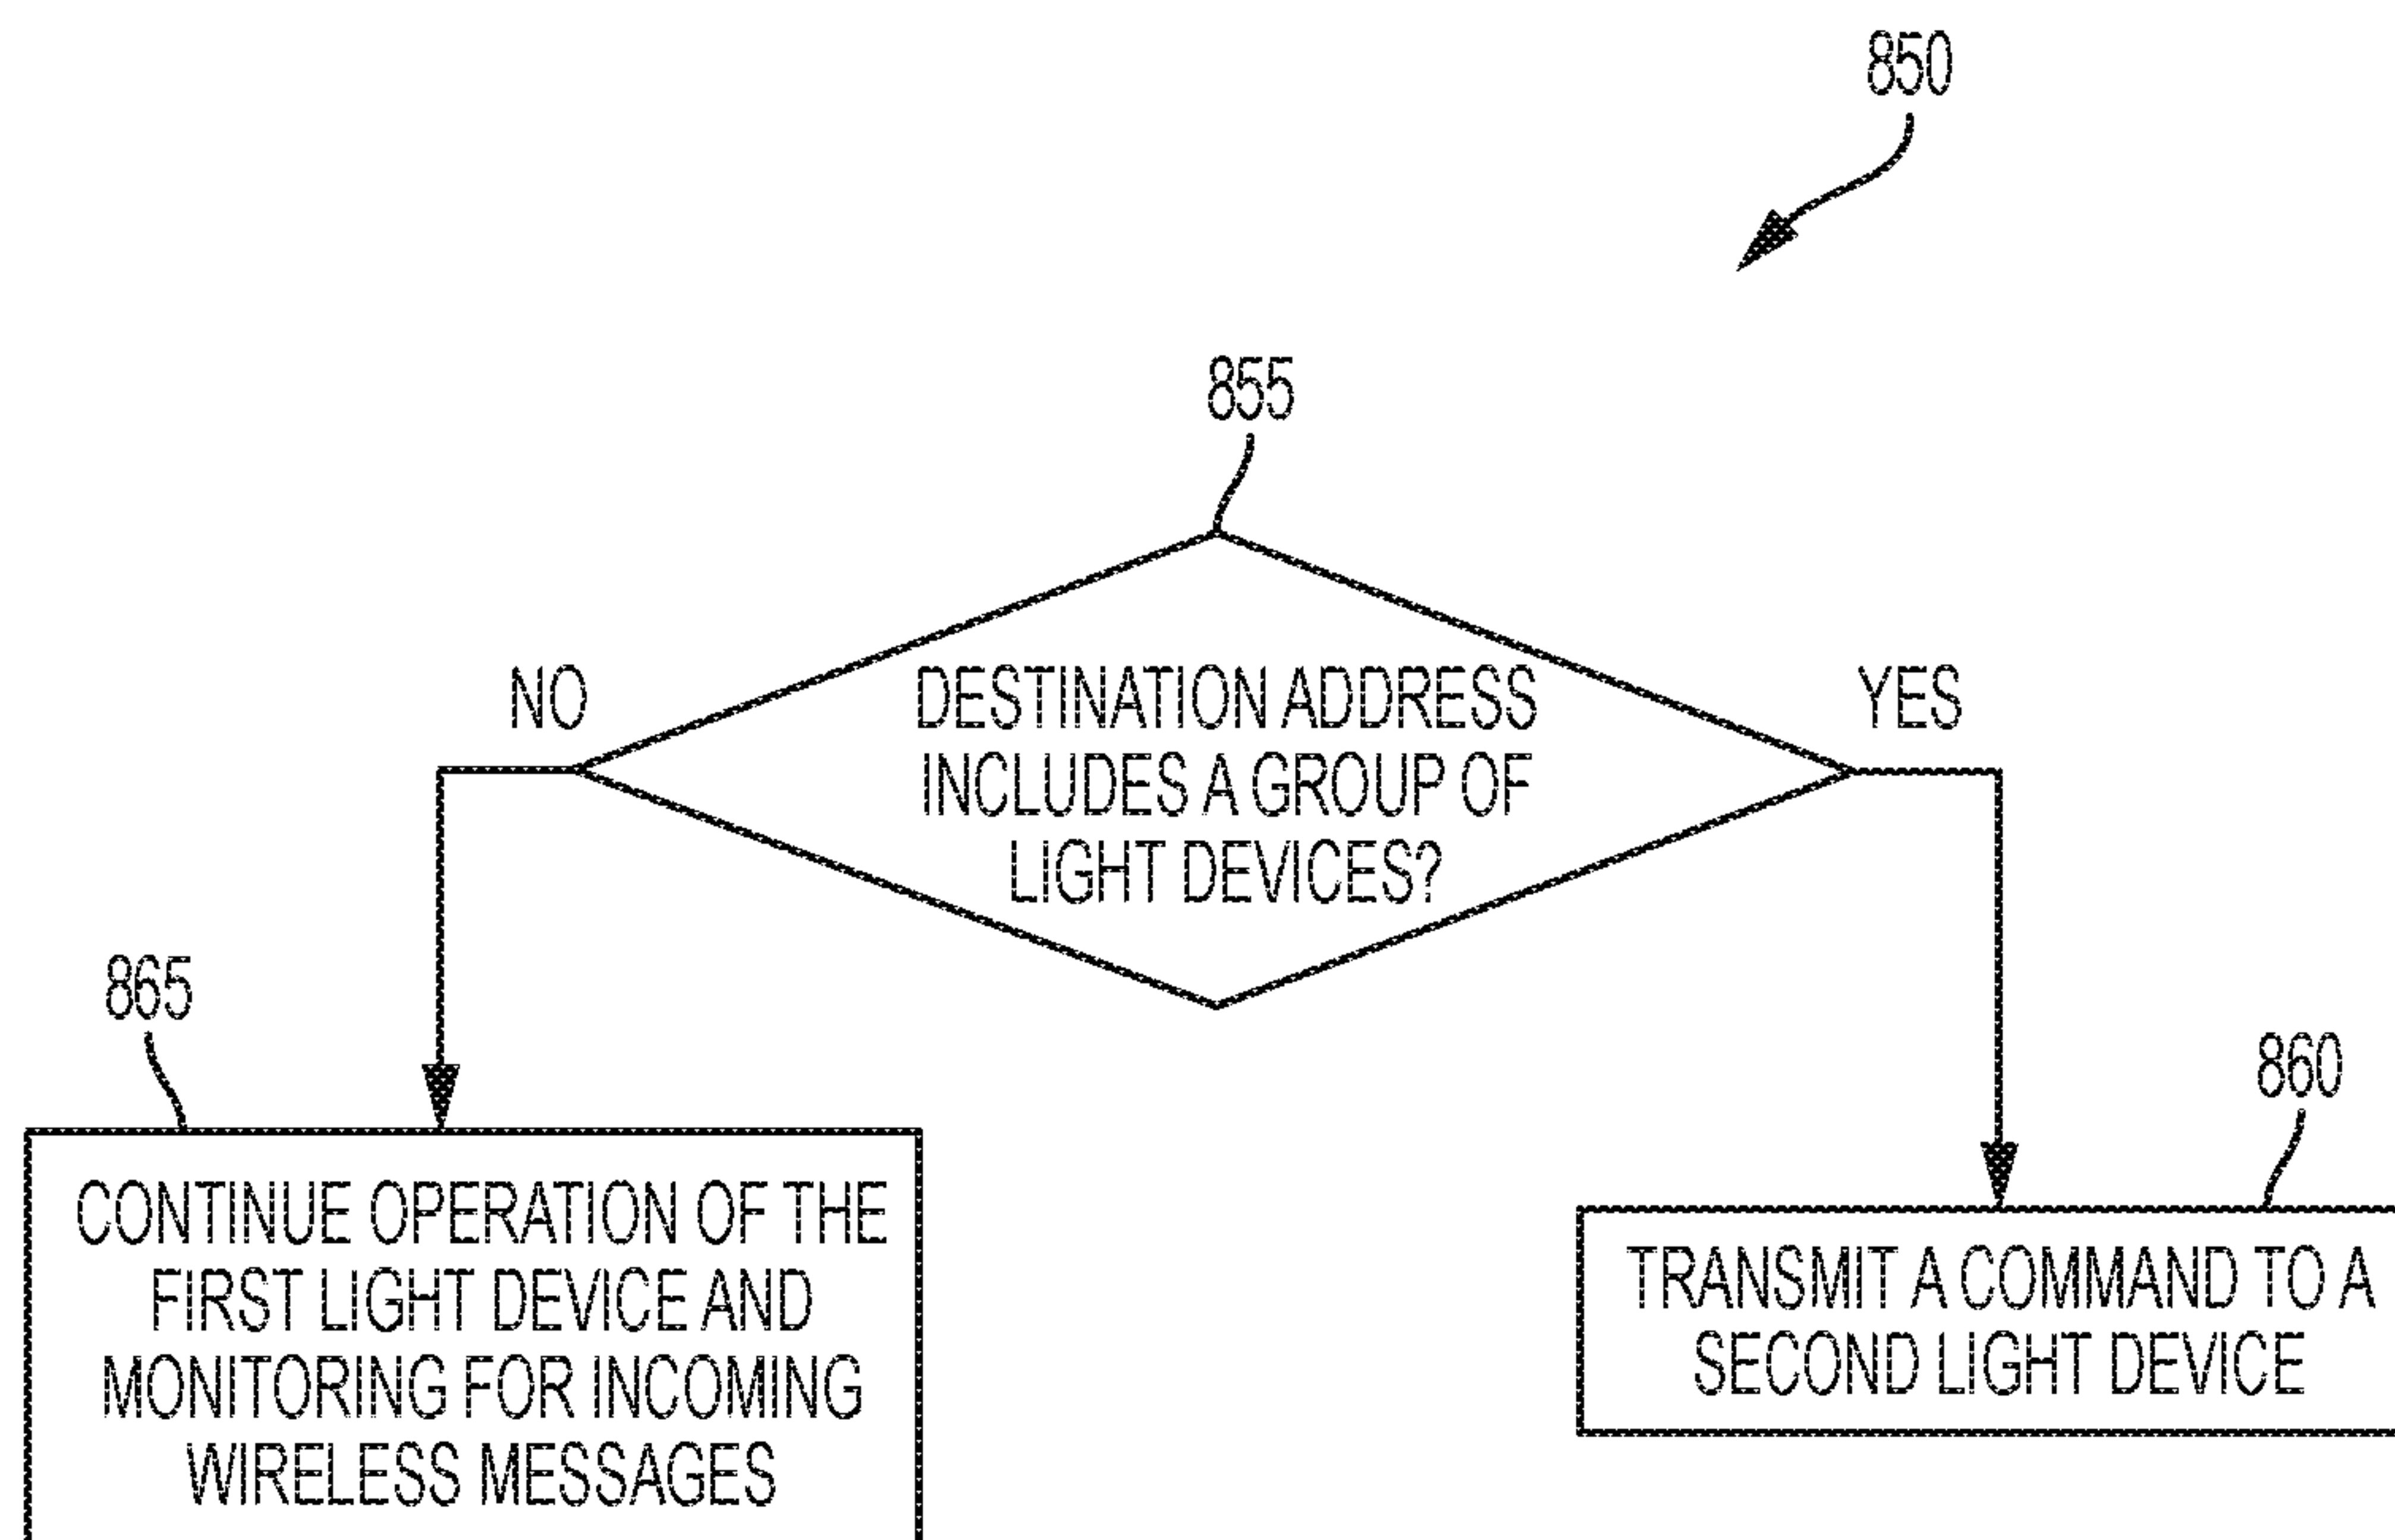 850
855
NO
DESTINATION ADDRESS
INCLUDES A GROUP OF
LIGHT DEVICES?
YES
865
CONTINUE OPERATION OF THE
FIRST LIGHT DEVICE AND
MONITORING FOR INCOMING
WIRELESS MESSAGES
860
TRANSMIT A COMMAND TO A
SECOND LIGHT DEVICE